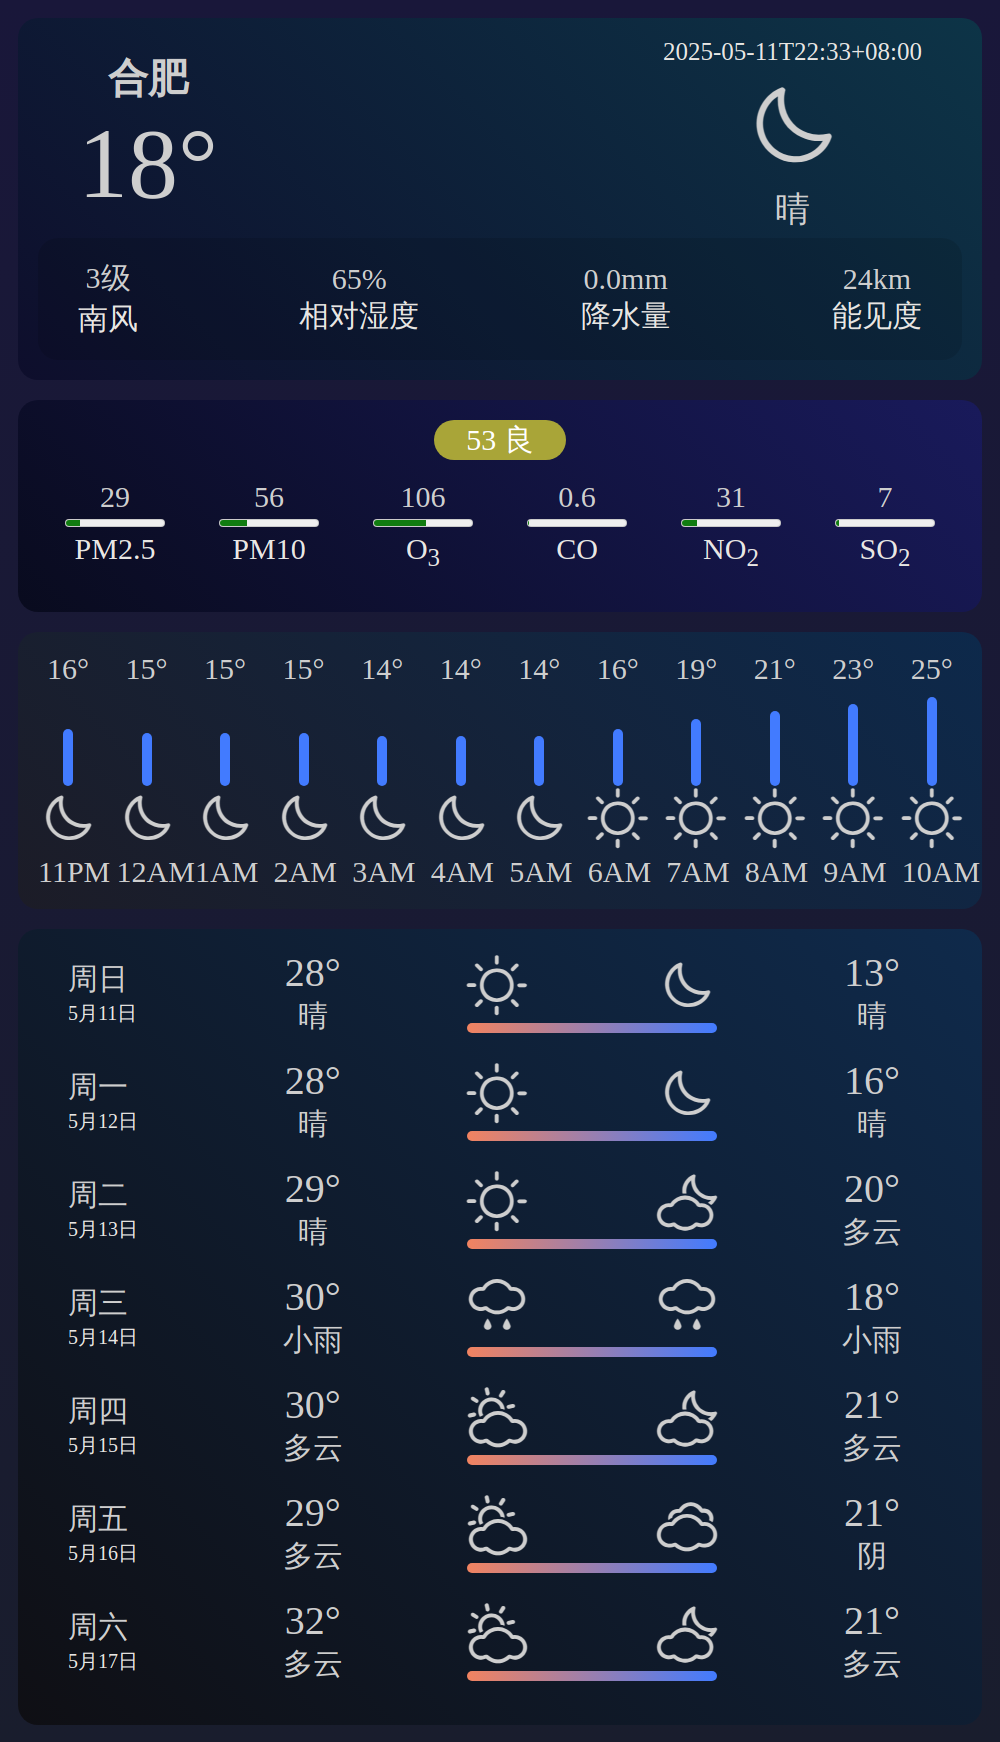 合肥
18°
2025-05-11T22:33+08:00
晴
3级
南风
65%
相对湿度
0.0mm
降水量
24km
能见度
53 良
29 56 106 0.6 31 7
PM2.5 PM10 O3 CO NO2 SO2
16° 15° 15° 15° 14° 14° 14° 16° 19° 21° 23° 25°
11PM 12AM 1AM 2AM 3AM 4AM 5AM 6AM 7AM 8AM 9AM 10AM
周日
5月11日
28°
晴
13°
晴
周一
5月12日
28°
晴
16°
晴
周二
5月13日
29°
晴
20°
多云
周三
5月14日
30°
小雨
18°
小雨
周四
5月15日
30°
多云
21°
多云
周五
5月16日
29°
多云
21°
阴
周六
5月17日
32°
多云
21°
多云